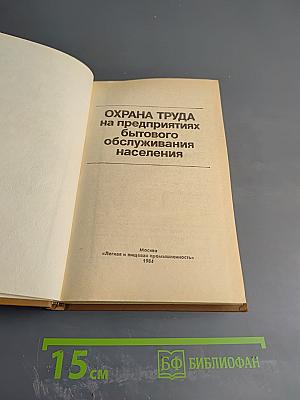 ОХРАНА ТРУДА
на предприятиях
бытового
обслуживания
населения
Москва
«Легкая и пищевая промышленность»
1984
15 см
БФ БИБЛИОФАН